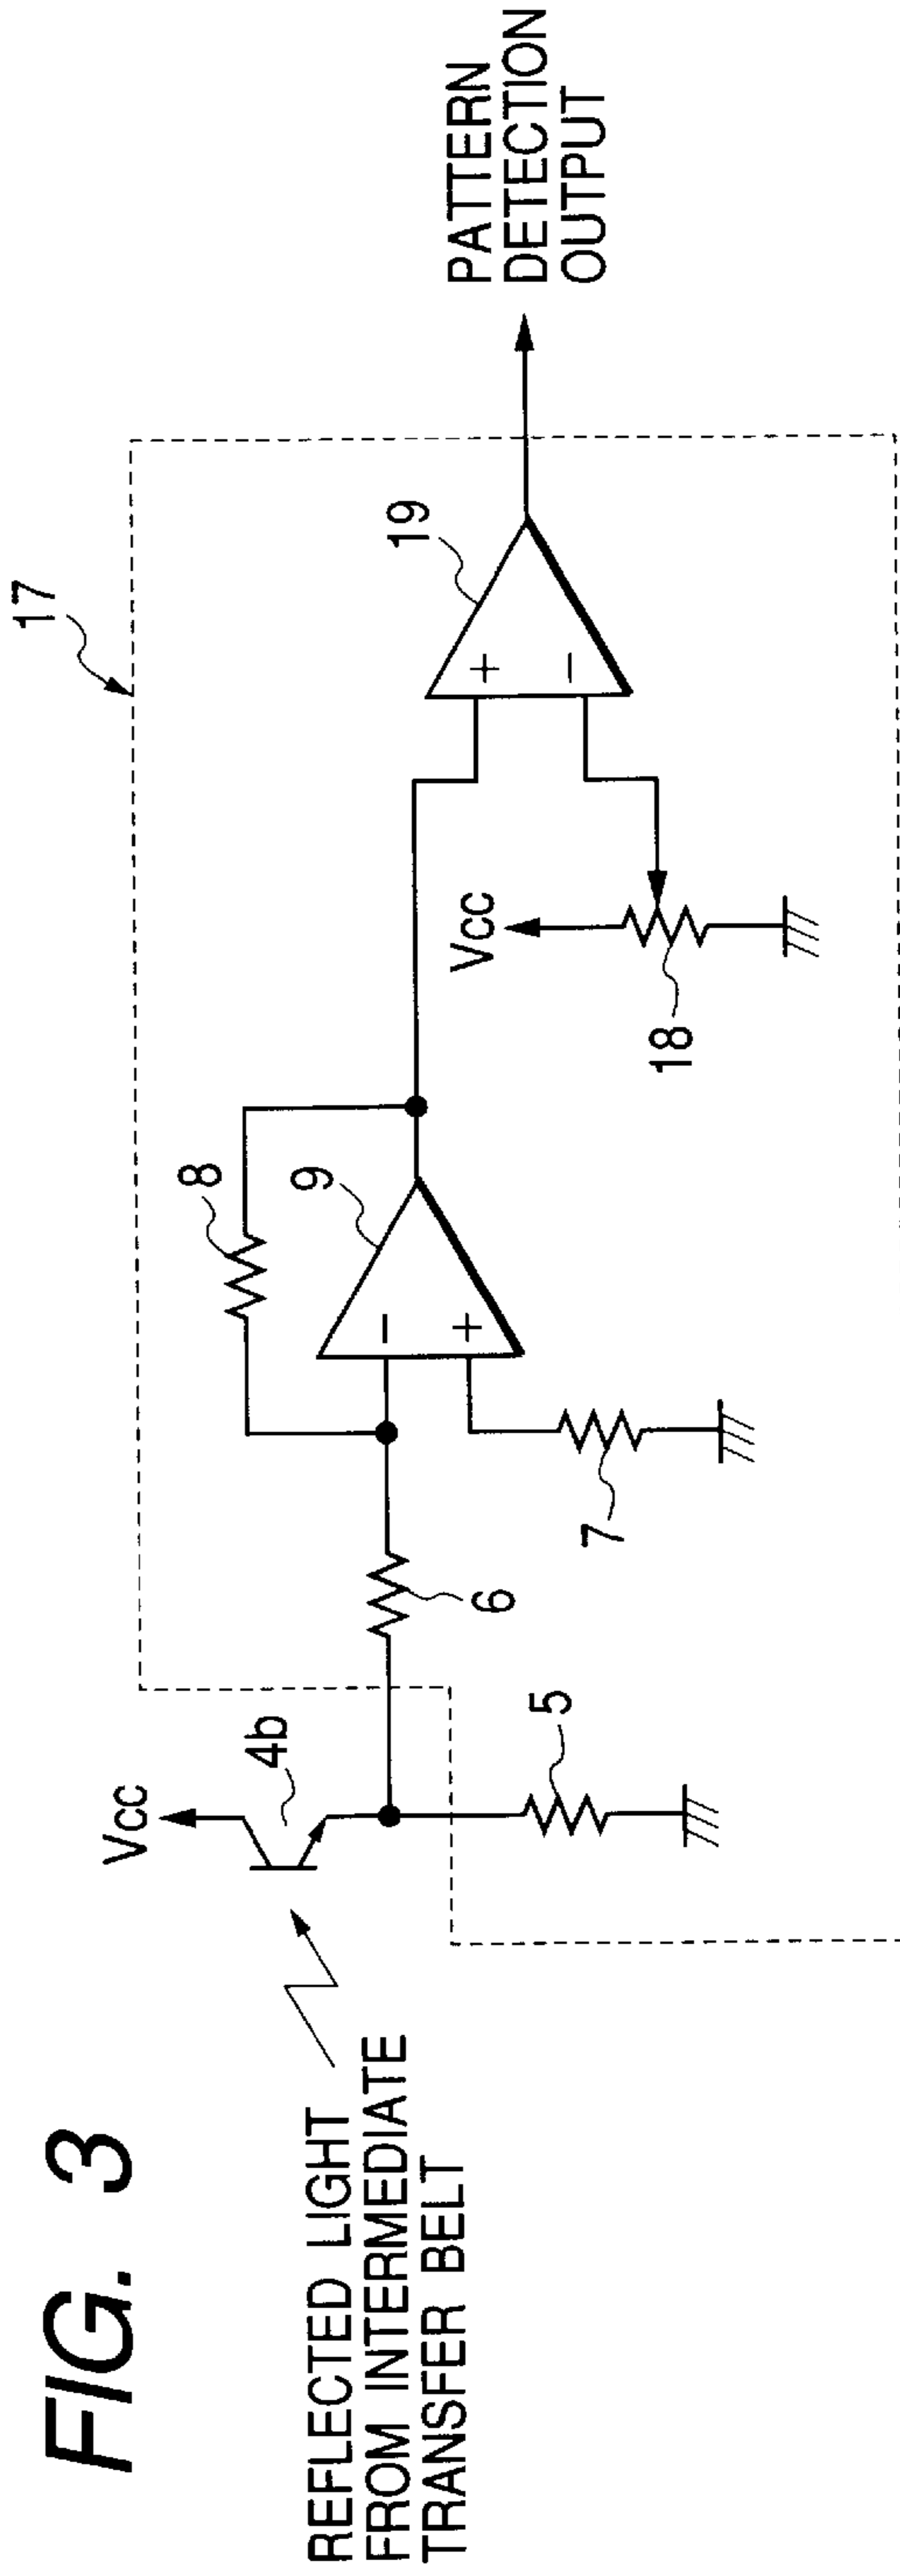 FIG. 3
17
8
9
19
+
−
−
+
Vcc
4b
6
5
7
Vcc
18
REFLECTED LIGHT
FROM INTERMEDIATE
TRANSFER BELT
PATTERN
DETECTION
OUTPUT